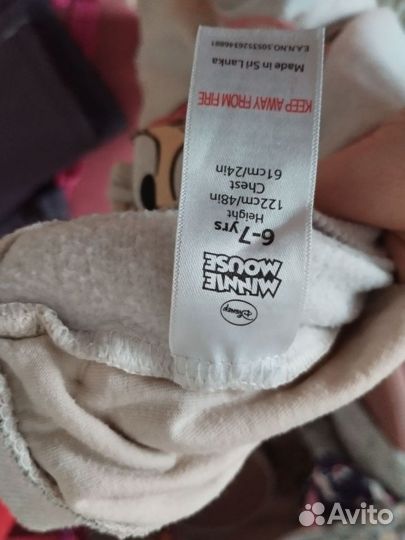 Disney
MINNIE
MOUSE
6-7yrs
Height
122cm/48in
Chest
61cm/24in
KEEP AWAY FROM FIRE
Made in Sri Lanka
Avito